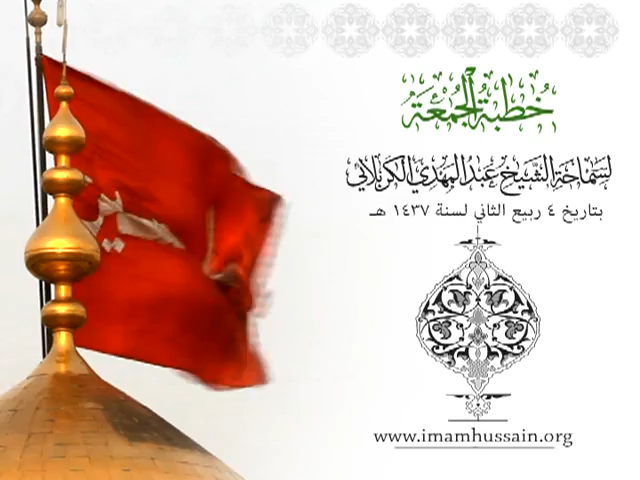 خطبة الجمعة
لسماحة الشيخ عبد المهدي الكربلائي
بتاريخ ٤ ربيع الثاني لسنة ١٤٣٧ هـ
www.imamhussain.org